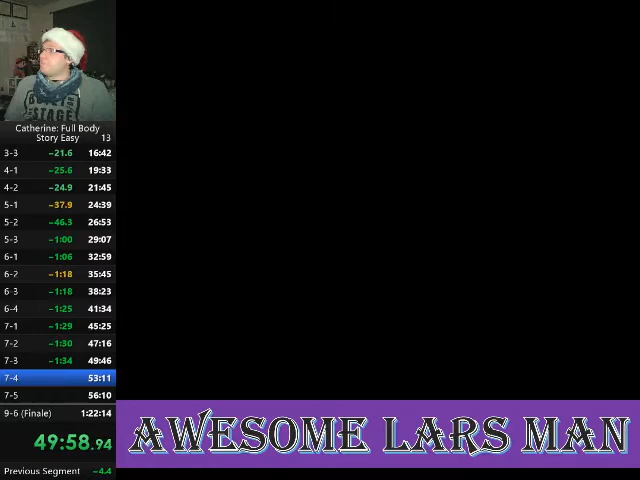 Catherine: Full Body
Story Easy 13
3-3 −21.6 16:42
4-1 −25.6 19:33
4-2 −24.9 21:45
5-1 −37.9 24:39
5-2 −46.3 26:53
5-3 −1:00 29:07
6-1 −1:06 32:59
6-2 −1:18 35:45
6-3 −1:18 38:23
6-4 −1:25 41:34
7-1 −1:29 45:25
7-2 −1:30 47:16
7-3 −1:34 49:46
7-4 53:11
7-5 56:10
9-6 (Finale) 1:22:14
49:58.94
Previous Segment −4.4
AWESOME LARS MAN